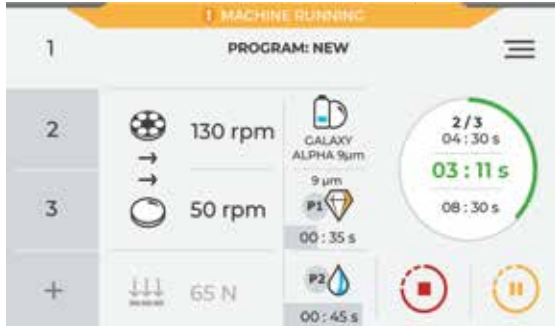 ! MACHINE RUNNING
1
PROGRAM: NEW
2
130 rpm
GALAXY
ALPHA 9µm
2/3
04:30 s
03:11 s
08:30 s
3
50 rpm
9 µm
P1
00:35 s
+
65 N
P2
00:45 s